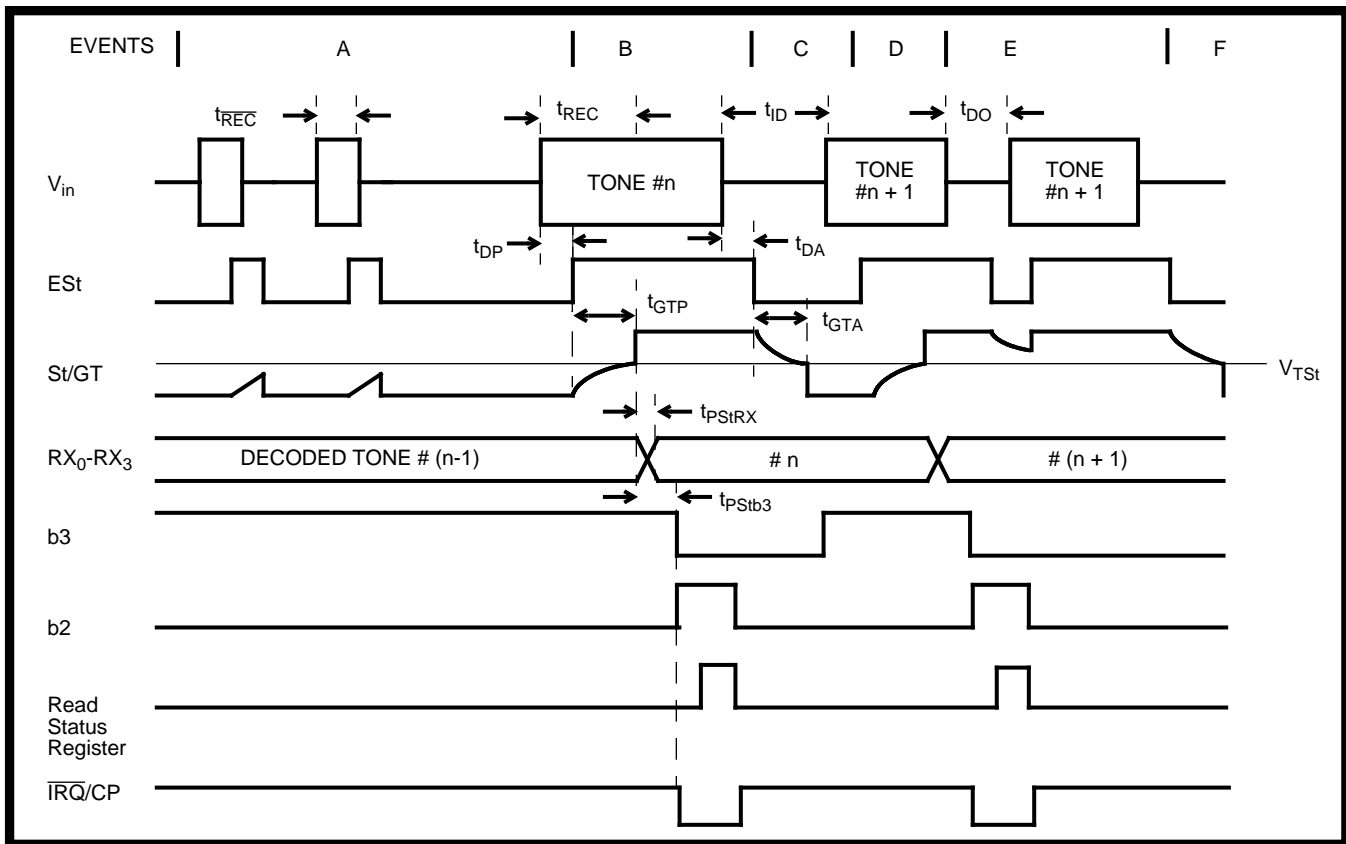 EVENTS A B C D E F
tREC tREC tID tDO
Vin TONE #n TONE #n + 1 TONE #n + 1
tDP tDA
ESt
tGTP tGTA
St/GT VTSt
tPStRX
RX0-RX3 DECODED TONE # (n-1) # n # (n + 1)
tPStb3
b3
b2
Read
Status
Register
IRQ/CP